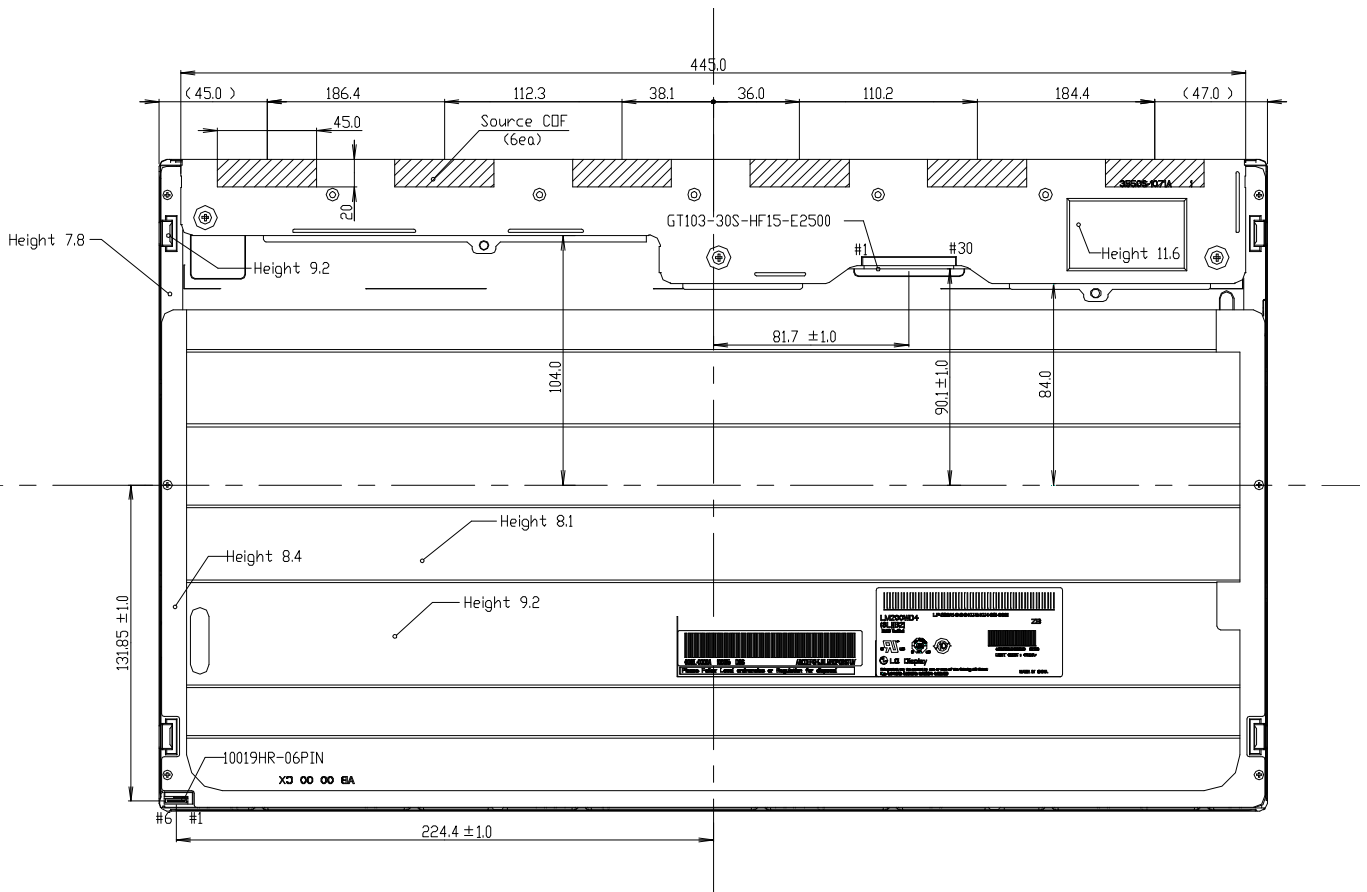 445.0
(45.0) 186.4 112.3 38.1 36.0 110.2 184.4 (47.0)
45.0
Source COF
(6ea)
20
GT103-30S-HF15-E2500
#1 #30
Height 11.6
Height 7.8
Height 9.2
81.7 ±1.0
104.0
90.1±1.0
84.0
Height 8.1
Height 8.4
Height 9.2
131.85 ±1.0
LG Display
10019HR-06PIN
#6 #1
224.4 ±1.0